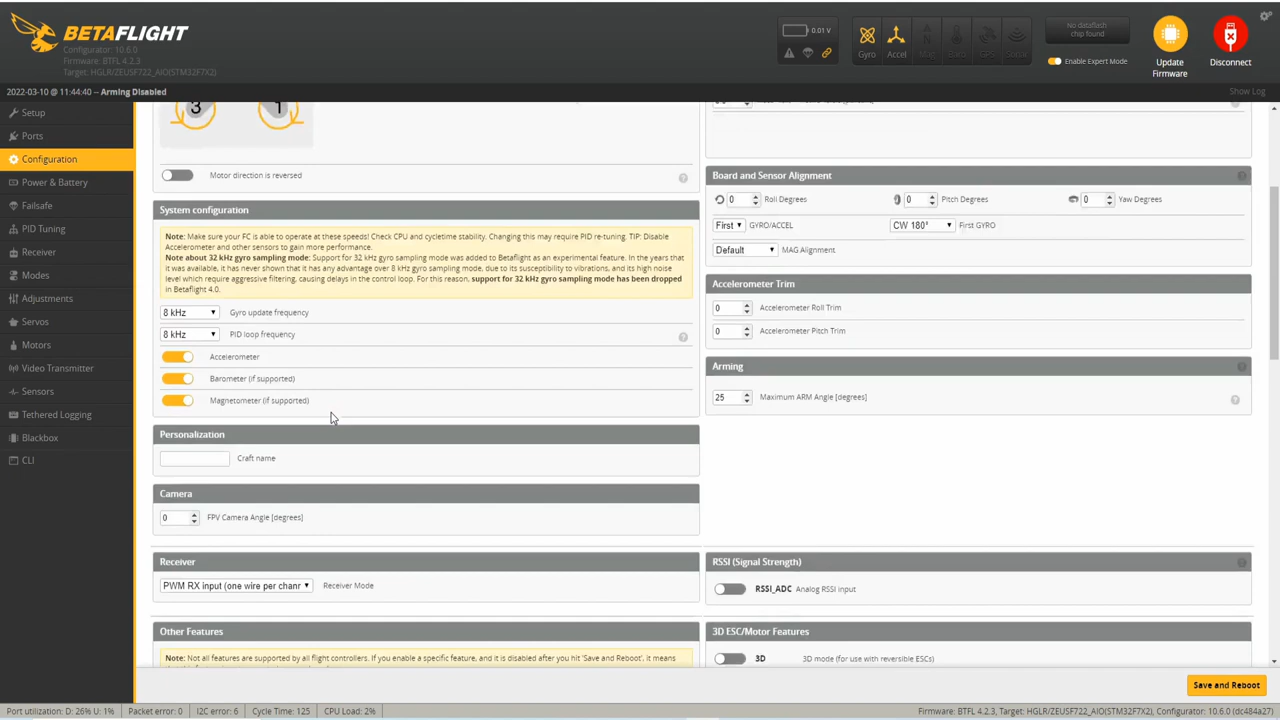 BETAFLIGHT
Configurator: 10.6.0
Firmware: BTFL 4.2.3
Target: HGLR/ZEUSF722_AIO(STM32F7X2)
0.01 V
Gyro
Accel
Mag
Baro
GPS
Sonar
No dataflash
chip found
Enable Expert Mode
Update
Firmware
Disconnect
2022-03-10 @ 11:44:40 -- Arming Disabled
Show Log
Setup
Ports
Configuration
Power & Battery
Failsafe
PID Tuning
Receiver
Modes
Adjustments
Servos
Motors
Video Transmitter
Sensors
Tethered Logging
Blackbox
CLI
3
1
Motor direction is reversed
System configuration
Note: Make sure your FC is able to operate at these speeds! Check CPU and cycletime stability. Changing this may require PID re-tuning. TIP: Disable
Accelerometer and other sensors to gain more performance.
Note about 32 kHz gyro sampling mode: Support for 32 kHz gyro sampling mode was added to Betaflight as an experimental feature. In the years that
it was available, it has never shown that it has any advantage over 8 kHz gyro sampling mode, due to its susceptibility to vibrations, and its high noise
level which require aggressive filtering, causing delays in the control loop. For this reason, support for 32 kHz gyro sampling mode has been dropped
in Betaflight 4.0.
8 kHz Gyro update frequency
8 kHz PID loop frequency
Accelerometer
Barometer (if supported)
Magnetometer (if supported)
Personalization
Craft name
Camera
0 FPV Camera Angle [degrees]
Receiver
PWM RX input (one wire per chanr Receiver Mode
Other Features
Note: Not all features are supported by all flight controllers. If you enable a specific feature, and it is disabled after you hit 'Save and Reboot', it means
Board and Sensor Alignment
0 Roll Degrees
0 Pitch Degrees
0 Yaw Degrees
First GYRO/ACCEL
CW 180° First GYRO
Default MAG Alignment
Accelerometer Trim
0 Accelerometer Roll Trim
0 Accelerometer Pitch Trim
Arming
25 Maximum ARM Angle [degrees]
RSSI (Signal Strength)
RSSI_ADC Analog RSSI input
3D ESC/Motor Features
3D 3D mode (for use with reversible ESCs)
Save and Reboot
Port utilization: D: 26% U: 1%
Packet error: 0
I2C error: 6
Cycle Time: 125
CPU Load: 2%
Firmware: BTFL 4.2.3, Target: HGLR/ZEUSF722_AIO(STM32F7X2), Configurator: 10.6.0 (dc484a27)